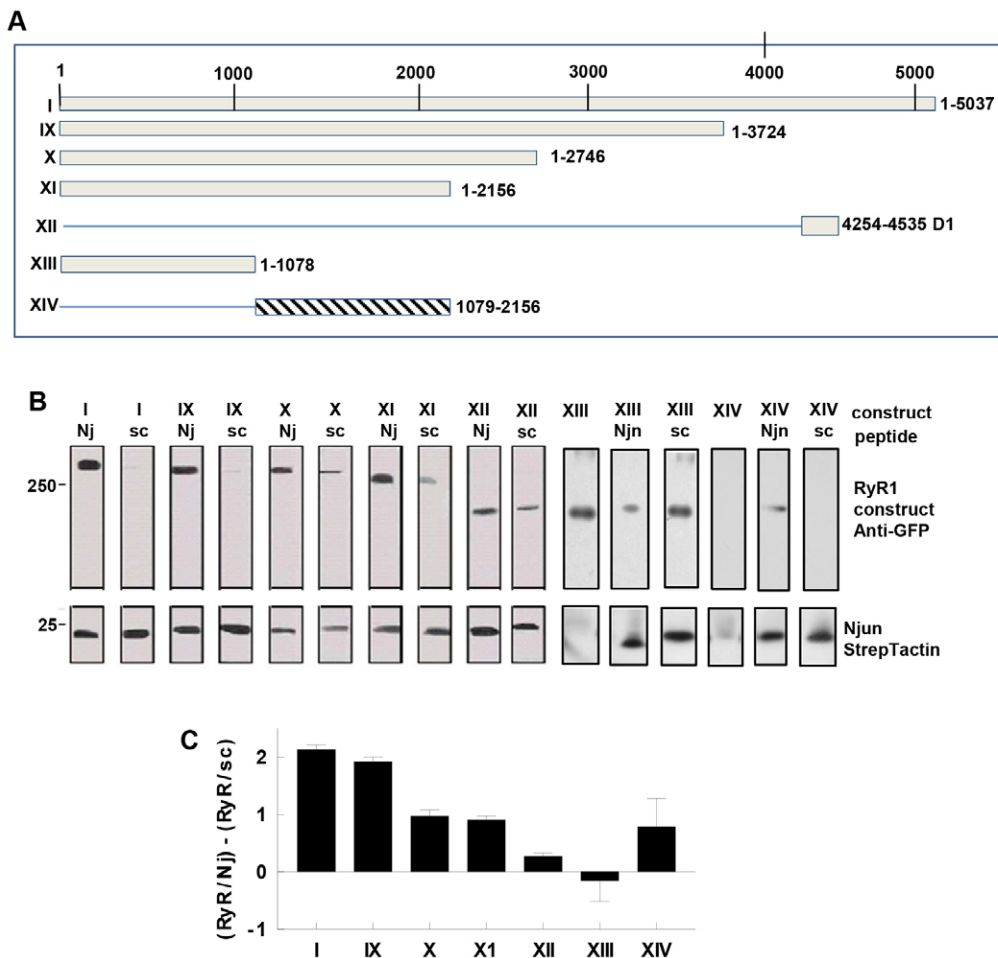 A
1 1000 2000 3000 4000 5000
I 1-5037
IX 1-3724
X 1-2746
XI 1-2156
XII 4254-4535 D1
XIII 1-1078
XIV 1079-2156
B
I I IX IX X X XI XI XII XII XIII XIII XIII XIV XIV XIV construct
Nj sc Nj sc Nj sc Nj sc Nj sc Njn sc Njn sc peptide
250 RyR1
construct
Anti-GFP
25 Njun
StrepTactin
C
(RyR/Nj) - (RyR/sc)
2
1
0
-1
I IX X X1 XII XIII XIV